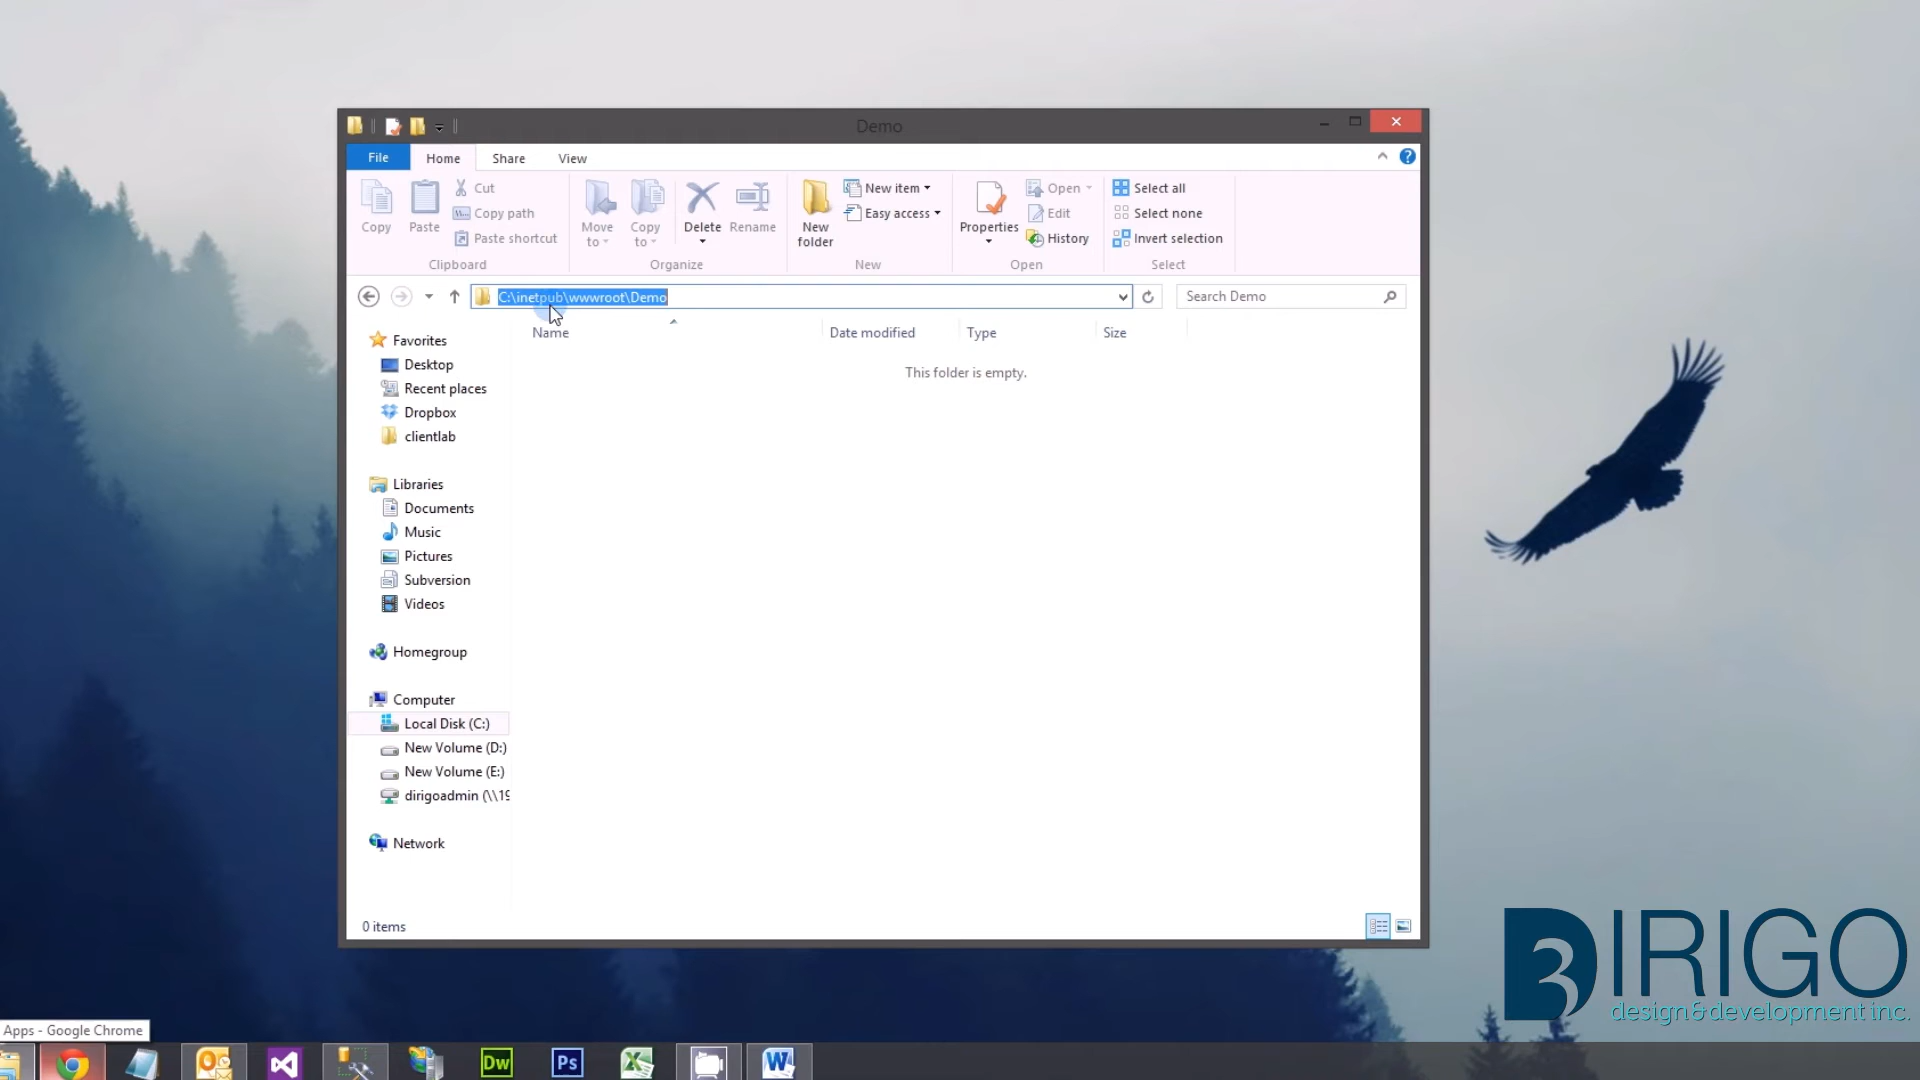 Demo
File Home Share View
Copy
Paste
Cut
Copy path
Paste shortcut
Clipboard
Move to
Copy to
Delete
Rename
Organize
New folder
New item
Easy access
New
Properties
Open
Edit
History
Open
Select all
Select none
Invert selection
Select
C:\inetpub\wwwroot\Demo
Search Demo
Name Date modified Type Size
This folder is empty.
Favorites
Desktop
Recent places
Dropbox
clientlab
Libraries
Documents
Music
Pictures
Subversion
Videos
Homegroup
Computer
Local Disk (C:)
New Volume (D:)
New Volume (E:)
dirigoadmin (\\19
Network
0 items
DIRIGO
design&development inc.
Apps - Google Chrome
Dw
Ps